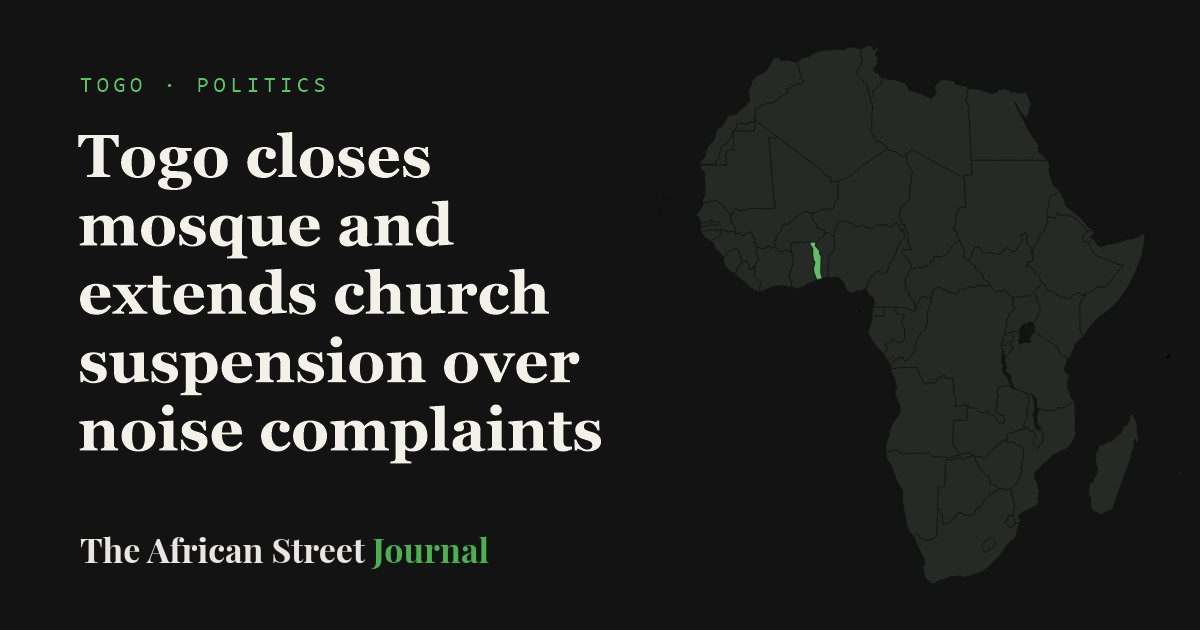 TOGO · POLITICS
Togo closes
mosque and
extends church
suspension over
noise complaints
The African Street Journal